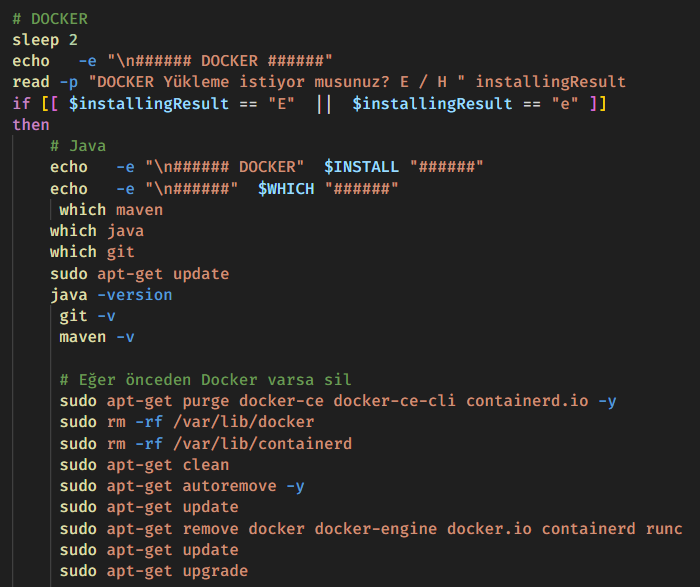 # DOCKER
sleep 2
echo   -e "\n###### DOCKER ######"
read -p "DOCKER Yükleme istiyor musunuz? E / H " installingResult
if [[ $installingResult == "E"  ||  $installingResult == "e" ]]
then
    # Java
    echo   -e "\n###### DOCKER"  $INSTALL "######"
    echo   -e "\n######"  $WHICH "######"
     which maven
    which java
    which git
    sudo apt-get update
    java -version
     git -v
     maven -v

     # Eğer önceden Docker varsa sil
     sudo apt-get purge docker-ce docker-ce-cli containerd.io -y
     sudo rm -rf /var/lib/docker
     sudo rm -rf /var/lib/containerd
     sudo apt-get clean
     sudo apt-get autoremove -y
     sudo apt-get update
     sudo apt-get remove docker docker-engine docker.io containerd runc
     sudo apt-get update
     sudo apt-get upgrade